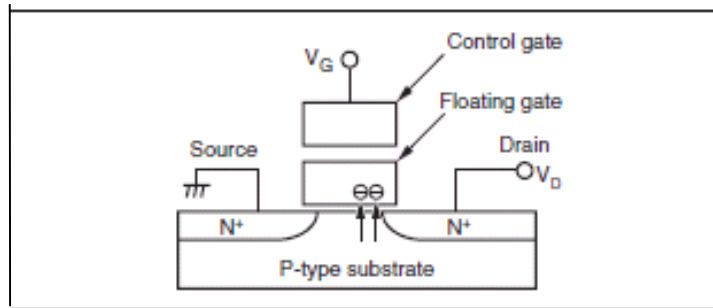 Control gate
V_G
Floating gate
Source
Drain
V_D
⊖⊖
N+
N+
P-type substrate